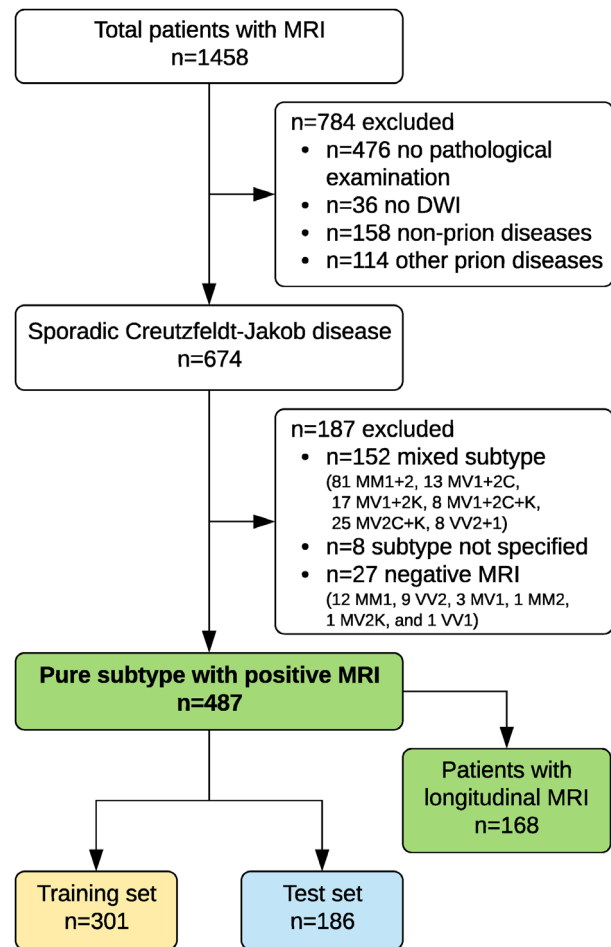 Total patients with MRI
n=1458
n=784 excluded
• n=476 no pathological
examination
• n=36 no DWI
• n=158 non-prion diseases
• n=114 other prion diseases
Sporadic Creutzfeldt-Jakob disease
n=674
n=187 excluded
• n=152 mixed subtype
(81 MM1+2, 13 MV1+2C,
17 MV1+2K, 8 MV1+2C+K,
25 MV2C+K, 8 VV2+1)
• n=8 subtype not specified
• n=27 negative MRI
(12 MM1, 9 VV2, 3 MV1, 1 MM2,
1 MV2K, and 1 VV1)
Pure subtype with positive MRI
n=487
Patients with
longitudinal MRI
n=168
Training set
n=301
Test set
n=186